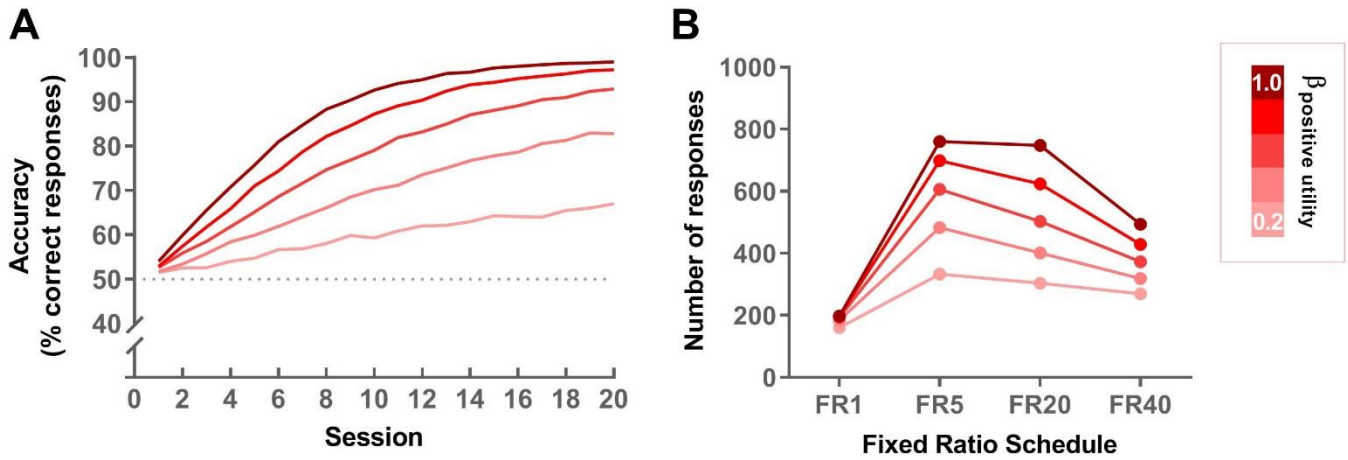 A
Accuracy
(% correct responses)
100
90
80
70
60
50
40
0 2 4 6 8 10 12 14 16 18 20
Session
B
Number of responses
1000
800
600
400
200
0
FR1 FR5 FR20 FR40
Fixed Ratio Schedule
1.0
0.2
β positive utility